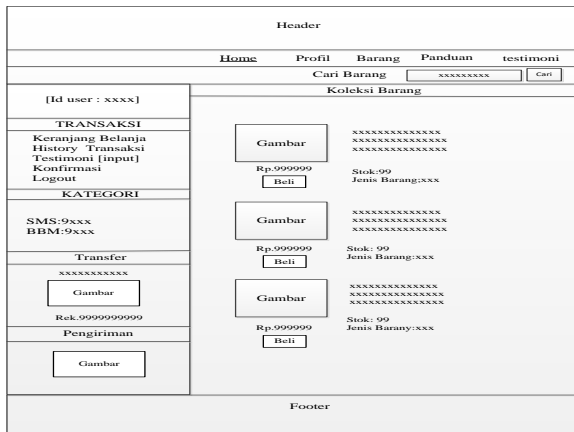 Header
Home Profil Barang Panduan testimoni
Cari Barang xxxxxxxxx Cari
[Id user : xxxx]
TRANSAKSI
Keranjang Belanja
History Transaksi
Testimoni [input]
Konfirmasi
Logout
KATEGORI
SMS:9xxx
BBM:9xxx
Transfer
xxxxxxxxxxx
Gambar
Rek.9999999999
Pengiriman
Gambar
Koleksi Barang
Gambar
xxxxxxxxxxxxxx
xxxxxxxxxxxxxxx
xxxxxxxxxxxxxxx
Rp.999999
Stok:99
Beli
Jenis Barang;xxx
Gambar
xxxxxxxxxxxxxx
xxxxxxxxxxxxxxx
xxxxxxxxxxxxxxx
Rp.999999
Stok: 99
Beli
Jenis Barang:xxx
Gambar
xxxxxxxxxxxxxx
xxxxxxxxxxxxxxx
xxxxxxxxxxxxxxx
Rp.999999
Stok: 99
Jenis Barany:xxx
Beli
Footer